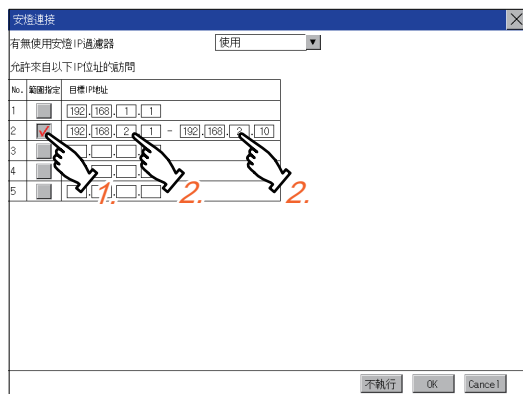 安燈連接
有無使用安燈IP過濾器 使用
允許來自以下IP位址的訪問
No. 範圍指定 目標IP地址
1 192.168.1.1
2 192.168.2.1 - 192.168.2.10
3
4
5
1. 2. 2.
不執行 OK Cancel